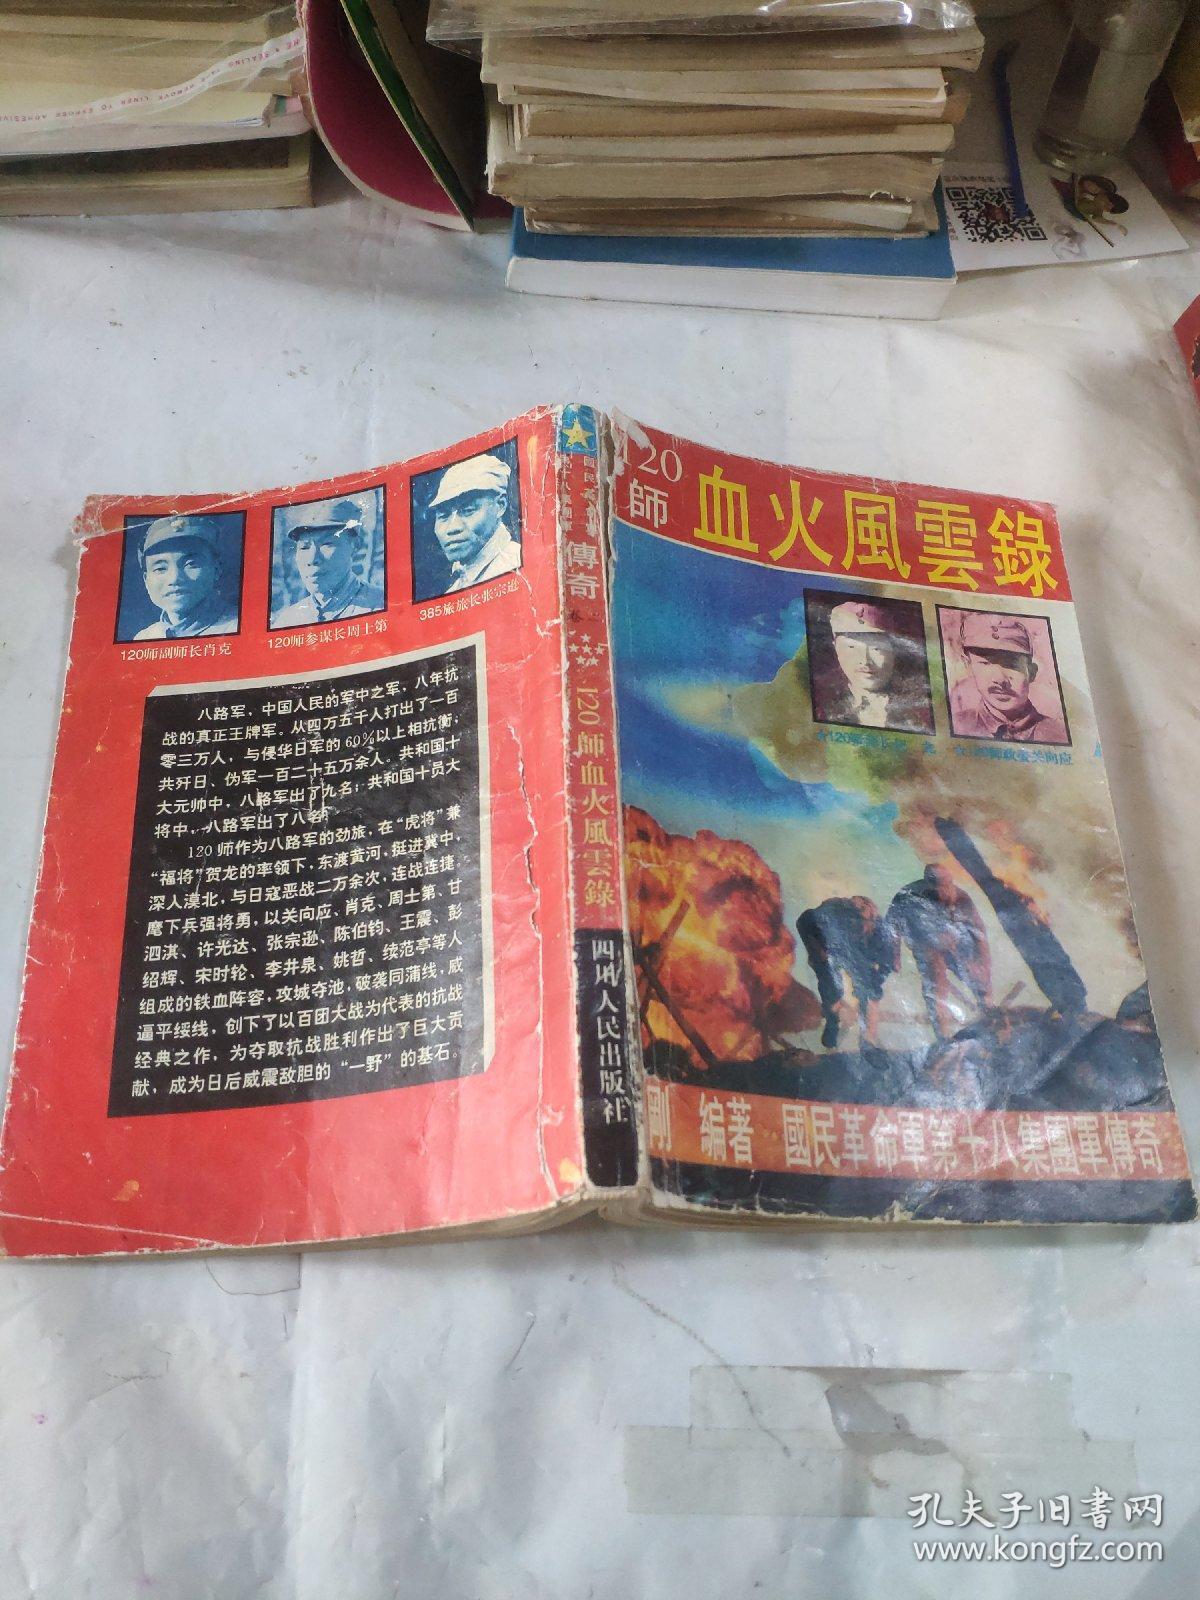 120師
血火風雲錄
★120師政委关向应
剛 編著 國民革命軍第十八集團軍傳奇
傳奇
卷二
120師血火風雲錄
四川人民出版社
120师副师长肖克
120师参谋长周士第
385旅旅长张宗逊
八路军，中国人民的军中之军，八年抗
战的真正王牌军。从四万五千人打出了一百
零三万人，与侵华日军的60%以上相抗衡；
共歼日、伪军一百二十五万余人。共和国十
大元帅中，八路军出了九名；共和国十员大
将中，八路军出了八名。
120师作为八路军的劲旅，在“虎将”兼
“福将”贺龙的率领下，东渡黄河，挺进冀中，
深入漠北，与日寇恶战二万余次，连战连捷。
麾下兵强将勇，以关向应、肖克、周士第、甘
泗淇、许光达、张宗逊、陈伯钧、王震、彭
绍辉、宋时轮、李井泉、姚哲、续范亭等人
组成的铁血阵容，攻城夺池，破袭同蒲线，威
逼平绥线，创下了以百团大战为代表的抗战
经典之作，为夺取抗战胜利作出了巨大贡
献，成为日后威震敌胆的“一野”的基石。
孔夫子旧书网
www.kongfz.com